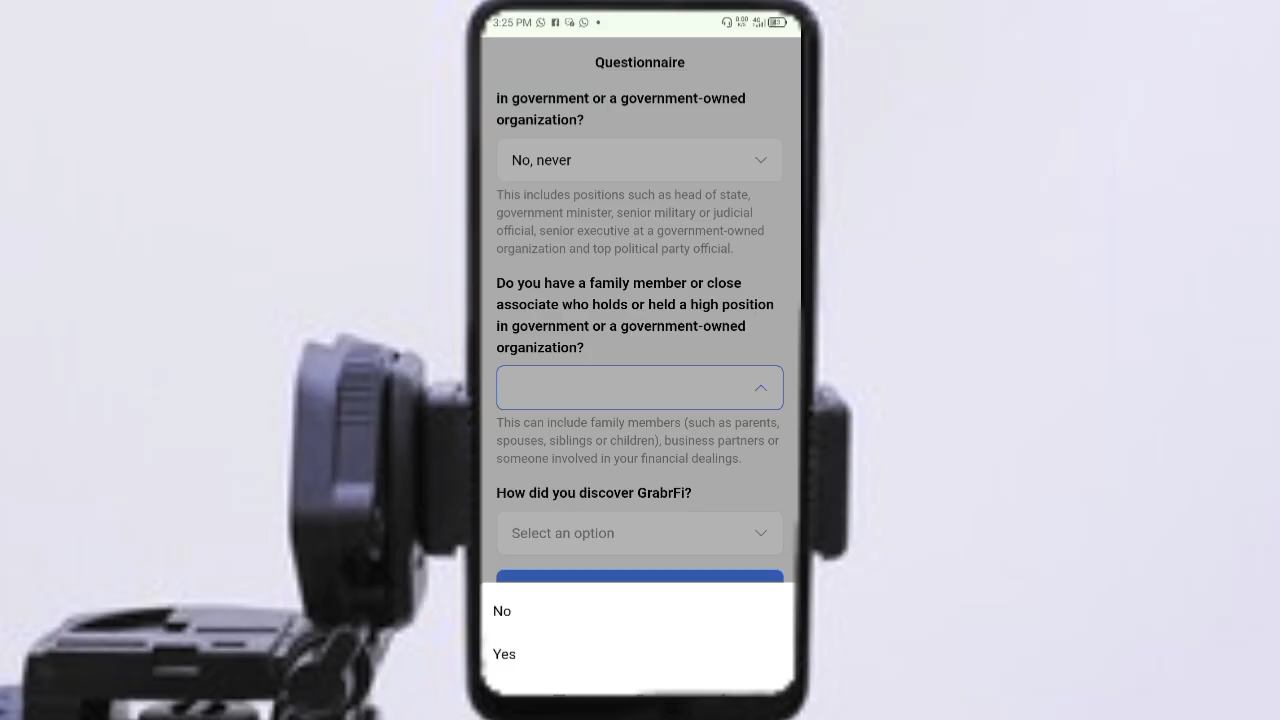 3:25 PM
Questionnaire
in government or a government-owned
organization?
No, never
This includes positions such as head of state,
government minister, senior military or judicial
official, senior executive at a government-owned
organization and top political party official.
Do you have a family member or close
associate who holds or held a high position
in government or a government-owned
organization?
This can include family members (such as parents,
spouses, siblings or children), business partners or
someone involved in your financial dealings.
How did you discover GrabrFi?
Select an option
No
Yes